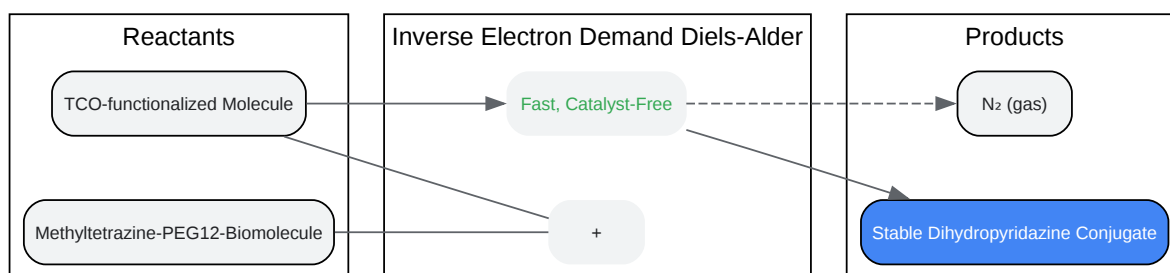 Reactants
Inverse Electron Demand Diels-Alder
Products
TCO-functionalized Molecule
Fast, Catalyst-Free
N₂ (gas)
Methyltetrazine-PEG12-Biomolecule
+
Stable Dihydropyridazine Conjugate